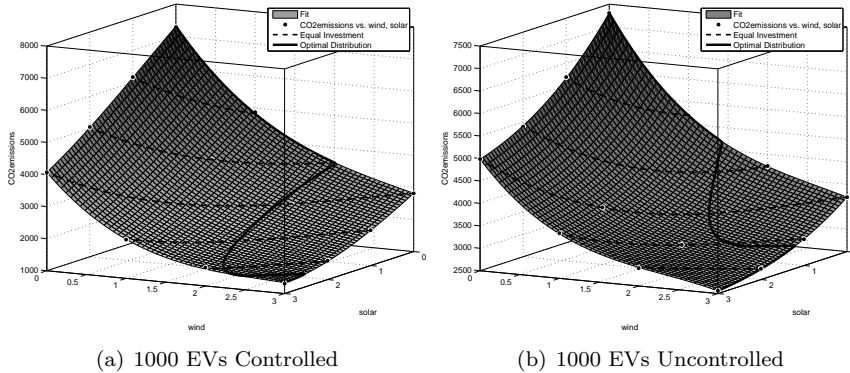 Fit
CO2emissions vs. wind, solar
Equal Investment
Optimal Distribution
8000
7000
6000
5000
4000
3000
2000
1000
CO2emissions
0
0.5
1
1.5
2
2.5
3
wind
3
2
1
0
solar
(a) 1000 EVs Controlled
Fit
CO2emissions vs. wind, solar
Equal Investment
Optimal Distribution
7500
7000
6500
6000
5500
5000
4500
4000
3500
3000
2500
CO2emissions
0
0.5
1
1.5
2
2.5
3
wind
3
2
1
0
solar
(b) 1000 EVs Uncontrolled